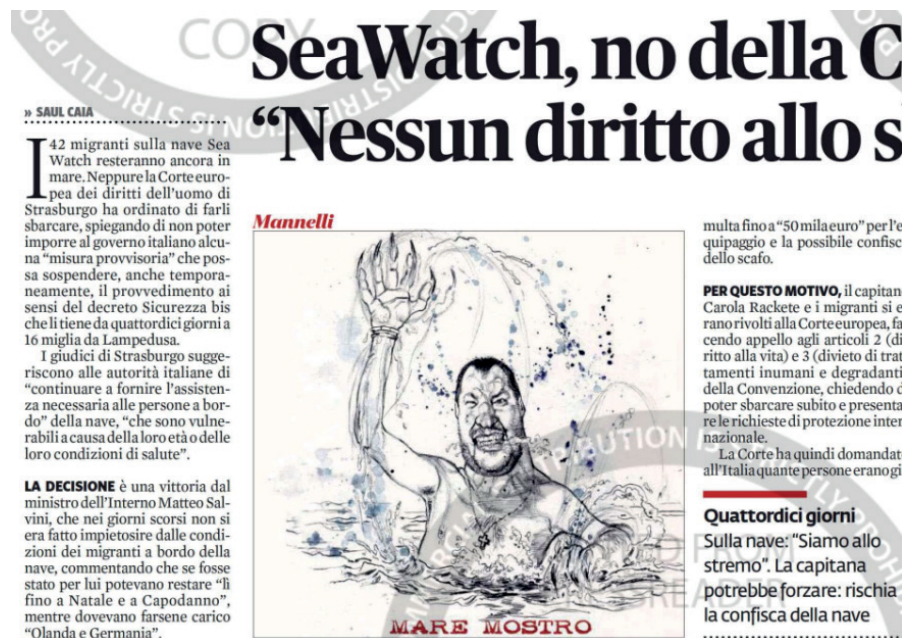 SeaWatch, no della C
“Nessun diritto allo s
» SAUL CAIA
I 42 migranti sulla nave Sea
Watch resteranno ancora in
mare. Neppure la Corte euro-
pea dei diritti dell'uomo di
Strasburgo ha ordinato di farli
sbarcare, spiegando di non poter
imporre al governo italiano alcu-
na “misura provvisoria” che pos-
sa sospendere, anche tempora-
neamente, il provvedimento ai
sensi del decreto Sicurezza bis
che li tiene da quattordici giorni a
16 miglia da Lampedusa.
I giudici di Strasburgo sugge-
riscono alle autorità italiane di
“continuare a fornire l'assisten-
za necessaria alle persone a bor-
do” della nave, “che sono vulne-
rabili a causa della loro età o delle
loro condizioni di salute”.
LA DECISIONE è una vittoria dal
ministro dell'Interno Matteo Sal-
vini, che nei giorni scorsi non si
era fatto impietosire dalle condi-
zioni dei migranti a bordo della
nave, commentando che se fosse
stato per lui potevano restare “lì
fino a Natale e a Capodanno”,
mentre dovevano farsene carico
“Olanda e Germania”.
Mannelli
MARE MOSTRO
multa fino a “50 mila euro” per l'e
quipaggio e la possibile confisc
dello scafo.
PER QUESTO MOTIVO, il capitano
Carola Rackete e i migranti si e
rano rivolti alla Corte europea, fa
cendo appello agli articoli 2 (di
ritto alla vita) e 3 (divieto di trat
tamenti inumani e degradanti
della Convenzione, chiedendo d
poter sbarcare subito e presenta
re le richieste di protezione inter
nazionale.
La Corte ha quindi domandato
all'Italia quante persone erano gi
Quattordici giorni
Sulla nave: “Siamo allo
stremo”. La capitana
potrebbe forzare: rischia
la confisca della nave